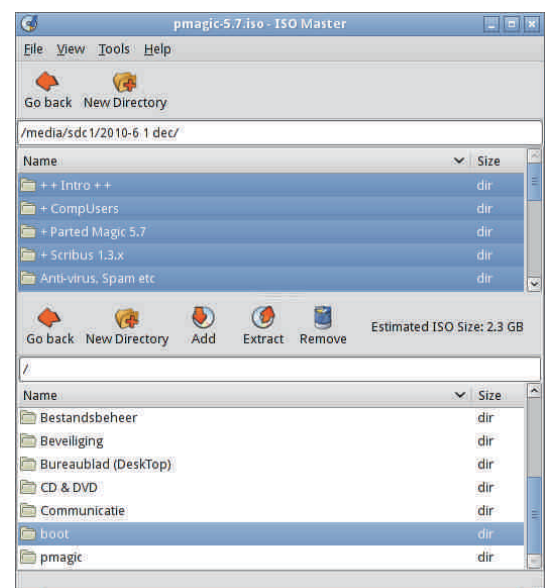 pmagic-5.7.iso - ISO Master
File View Tools Help
Go back New Directory
/media/sdc1/2010-6 1 dec/
Name Size
+ + Intro + + dir
+ CompUsers dir
+ Parted Magic 5.7 dir
+ Scribus 1.3.x dir
Anti-virus, Spam etc dir
Go back New Directory Add Extract Remove Estimated ISO Size: 2.3 GB
/
Name Size
Bestandsbeheer dir
Beveiliging dir
Bureaublad (DeskTop) dir
CD & DVD dir
Communicatie dir
boot dir
pmagic dir